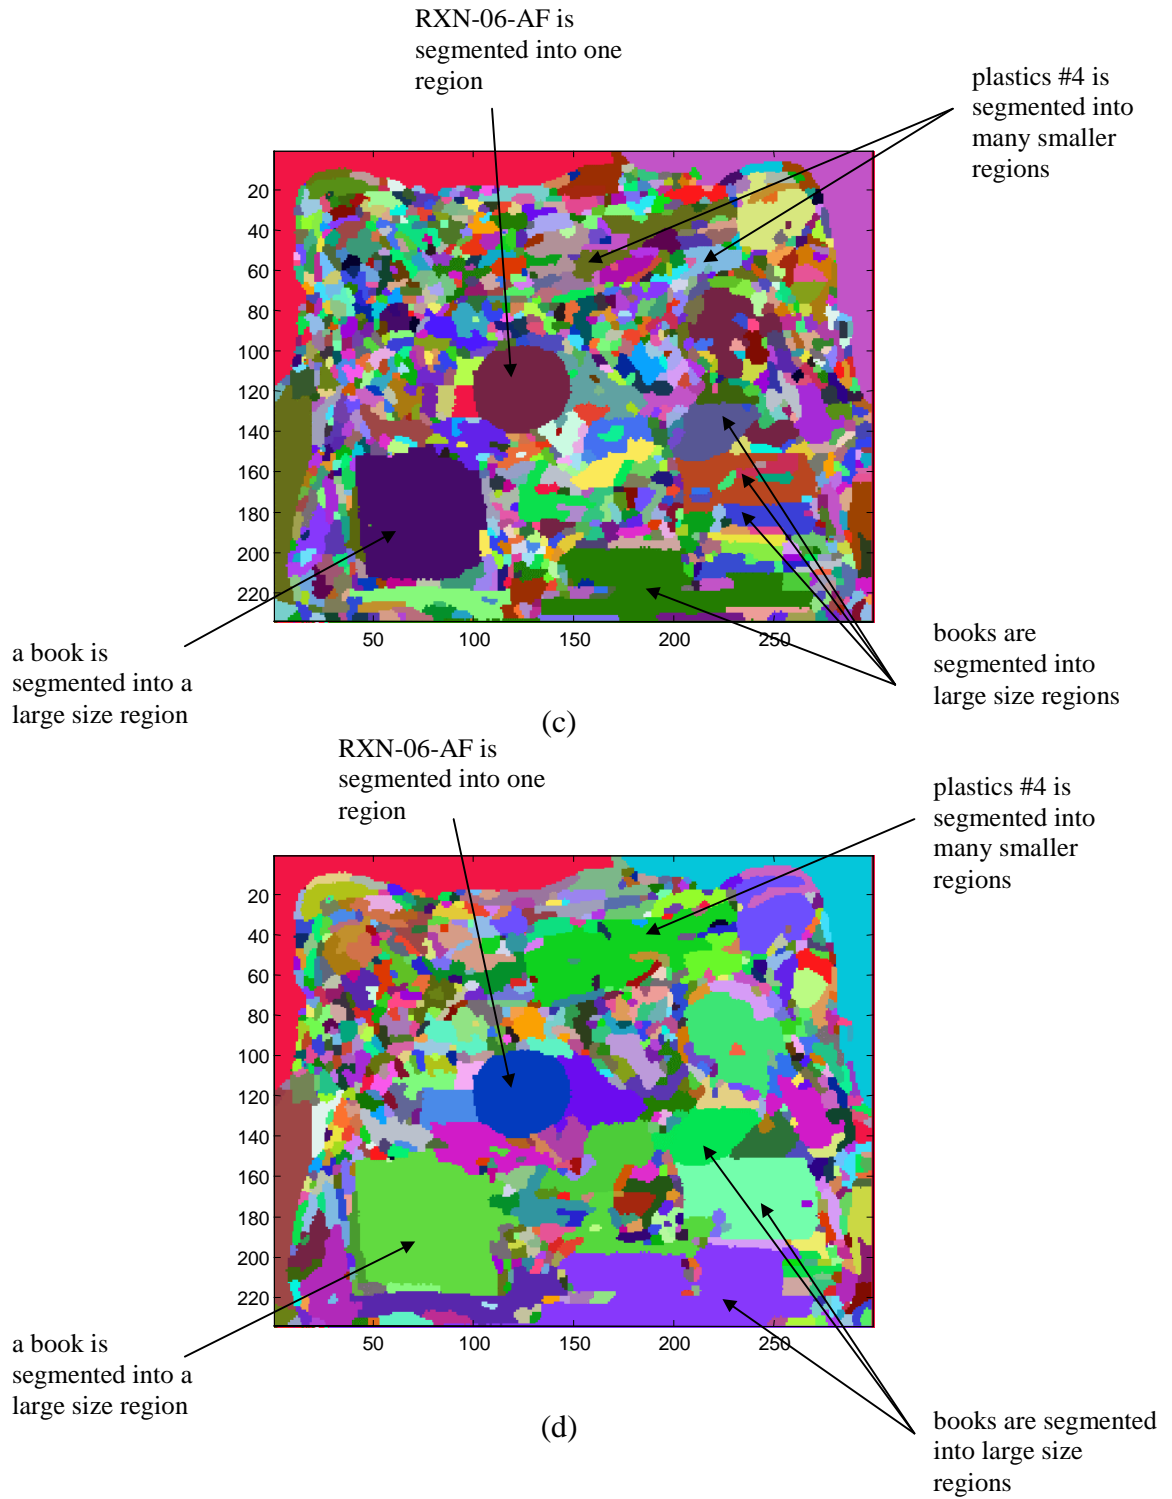 RXN-06-AF is
segmented into one
region
plastics #4 is
segmented into
many smaller
regions
20
40
60
80
100
120
140
160
180
200
220
50
100
150
200
250
a book is
segmented into a
large size region
books are
segmented into
large size regions
(c)
RXN-06-AF is
segmented into one
region
plastics #4 is
segmented into
many smaller
regions
20
40
60
80
100
120
140
160
180
200
220
50
100
150
200
250
a book is
segmented into a
large size region
(d)
books are segmented
into large size
regions